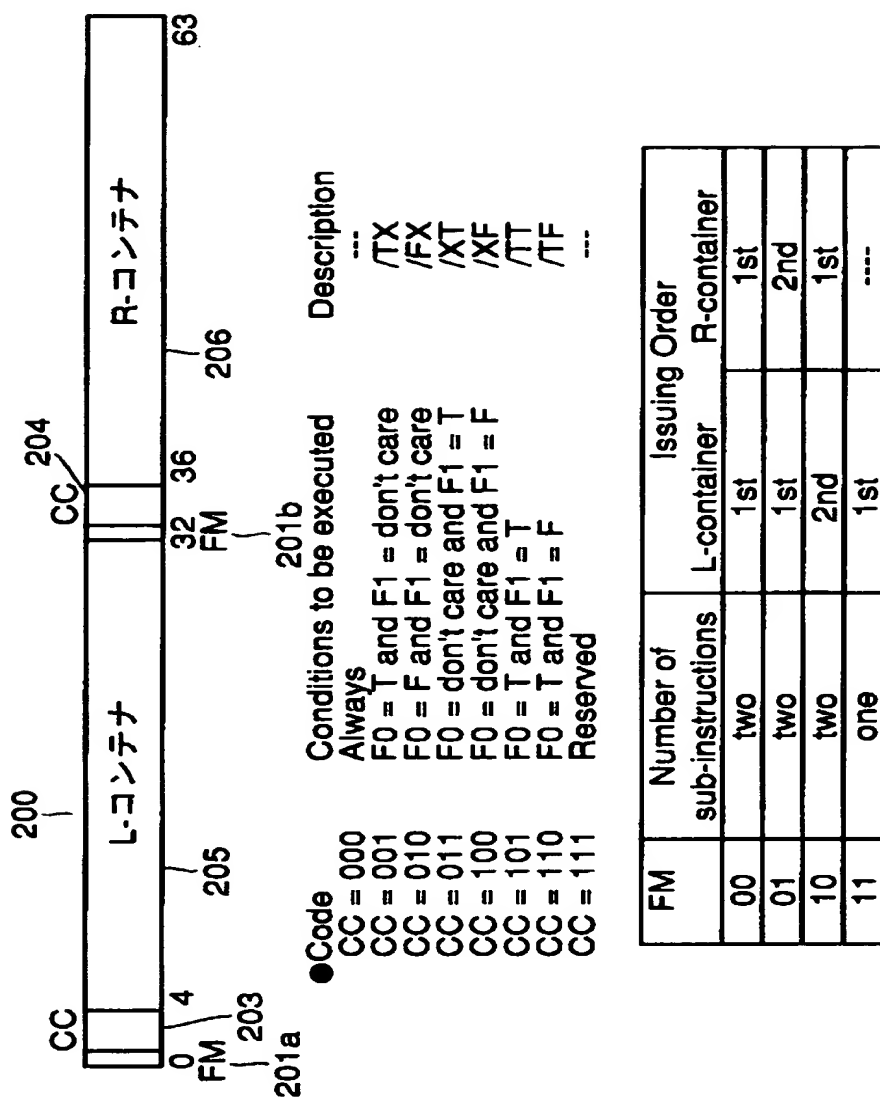 200
CC
204
CC
L-コンテナ
R-コンテナ
0
4
32
36
63
FM
203
205
FM
206
201a
201b
●Code Conditions to be executed Description
CC = 000 Always ---
CC = 001 F0 = T and F1 = don't care /TX
CC = 010 F0 = F and F1 = don't care /FX
CC = 011 F0 = don't care and F1 = T /XT
CC = 100 F0 = don't care and F1 = F /XF
CC = 101 F0 = T and F1 = T /TT
CC = 110 F0 = T and F1 = F /TF
CC = 111 Reserved ---
FM Number of sub-instructions Issuing Order
L-container R-container
00 two 1st 1st
01 two 1st 2nd
10 two 2nd 1st
11 one 1st ----